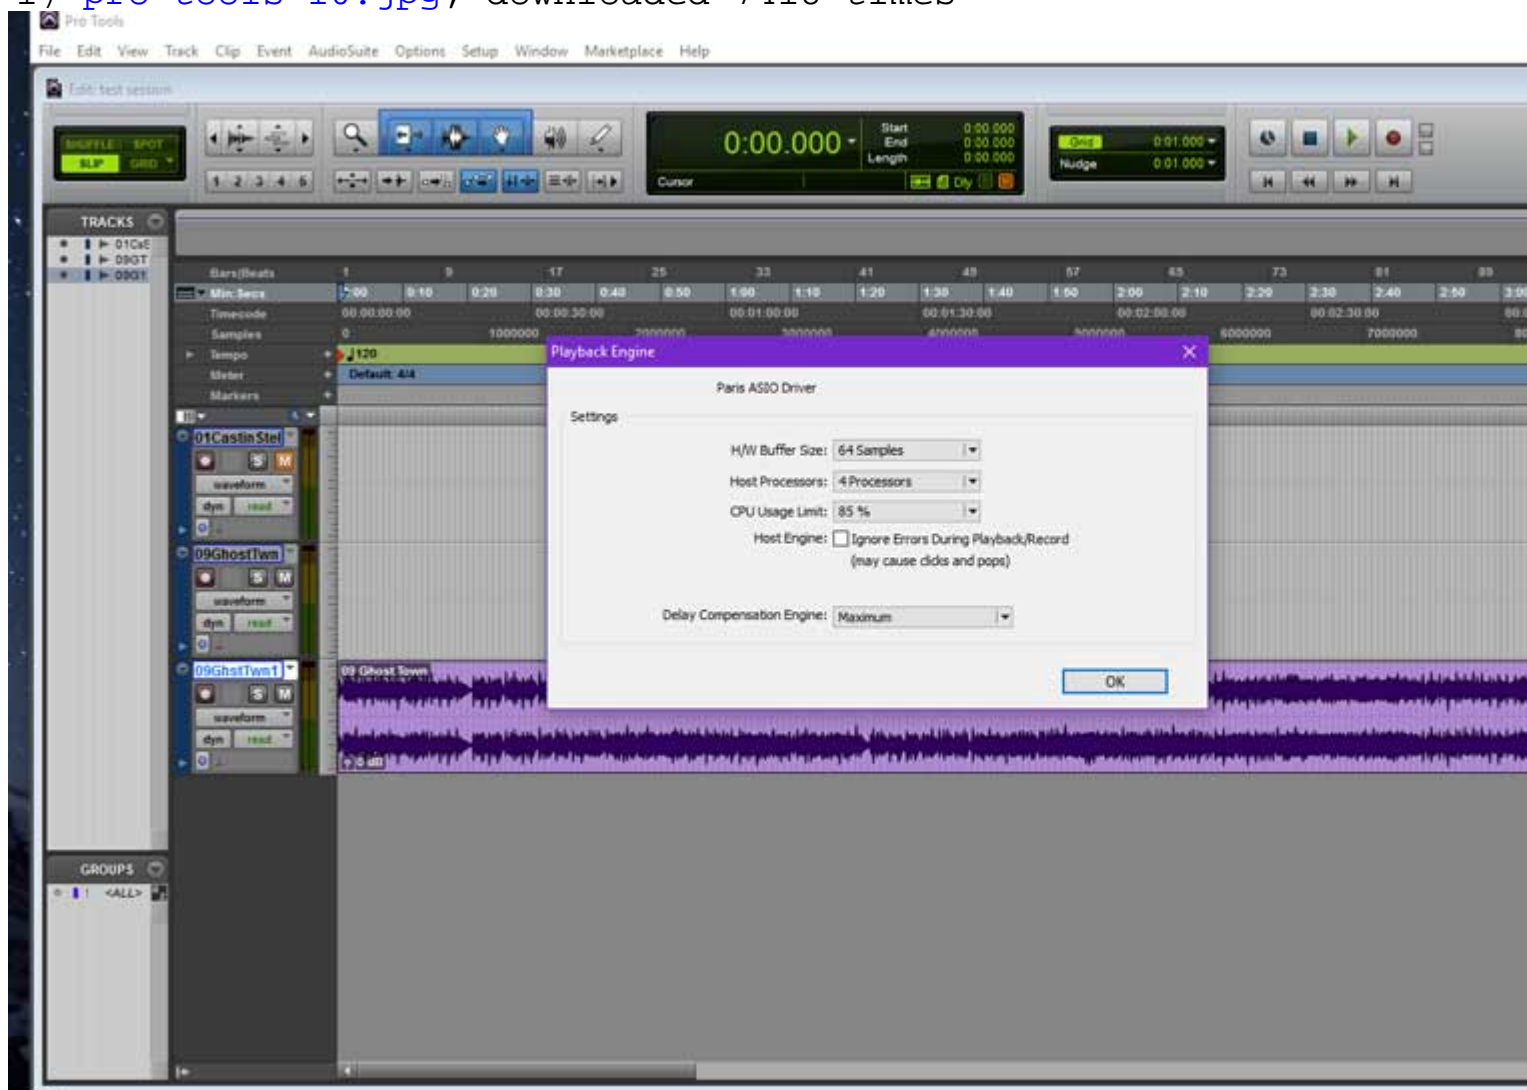 Pro Tools
File Edit View Track Clip Event AudioSuite Options Setup Window Marketplace Help
Edit: test session
SHUFFLE SPOT
SLIP GRID
1 2 3 4 5
0:00.000
Start 0:00.000
End 0:00.000
Length 0:00.000
Cursor
Dly
Grid 0:01.000
Nudge 0:01.000
TRACKS
01CsS
09GT
09G1
Bars|Beats 1 9 17 25 33 41 49 57 65 73 81 89
Min:Secs 0:00 0:10 0:20 0:30 0:40 0:50 1:00 1:10 1:20 1:30 1:40 1:50 2:00 2:10 2:20 2:30 2:40 2:50 3:00
Timecode 00:00:00:00 00:00:30:00 00:01:00:00 00:01:30:00 00:02:00:00 00:02:30:00
Samples 0 1000000 2000000 3000000 4000000 5000000 6000000 7000000
Tempo 120
Meter Default: 4/4
Markers
Playback Engine
Paris ASIO Driver
Settings
H/W Buffer Size: 64 Samples
Host Processors: 4 Processors
CPU Usage Limit: 85 %
Host Engine: Ignore Errors During Playback/Record
(may cause clicks and pops)
Delay Compensation Engine: Maximum
OK
01CastinStel
S M
waveform
dyn read
09GhostTwn
S M
waveform
dyn read
09GhstTwn1
S M
waveform
dyn read
09 Ghost Town
0 dB
GROUPS
! <ALL>